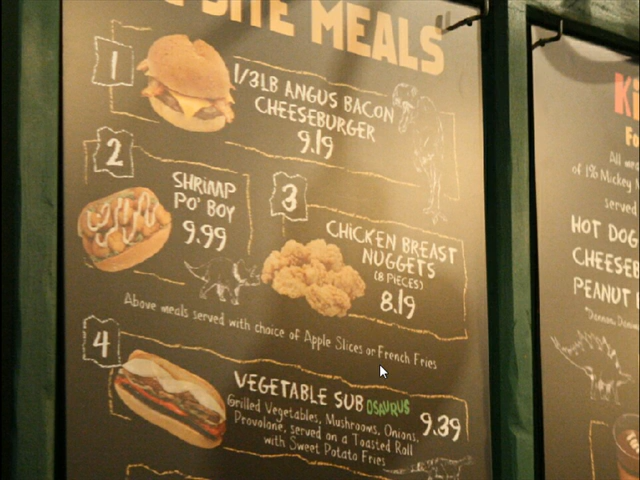 SITE MEALS
1
1/3LB ANGUS BACON
CHEESEBURGER
9.19
2
SHRIMP
PO' BOY
9.99
3
CHICKEN BREAST
NUGGETS
(8 PIECES)
8.19
Above meals served with choice of Apple Slices or French Fries
4
VEGETABLE SUBOSAURUS
9.39
Grilled Vegetables, Mushrooms, Onions,
Provolone, served on a Toasted Roll
with Sweet Potato Fries
Ki
Fo
All me
of 1% Mickey
served
HOT DOG
CHEESEB
PEANUT